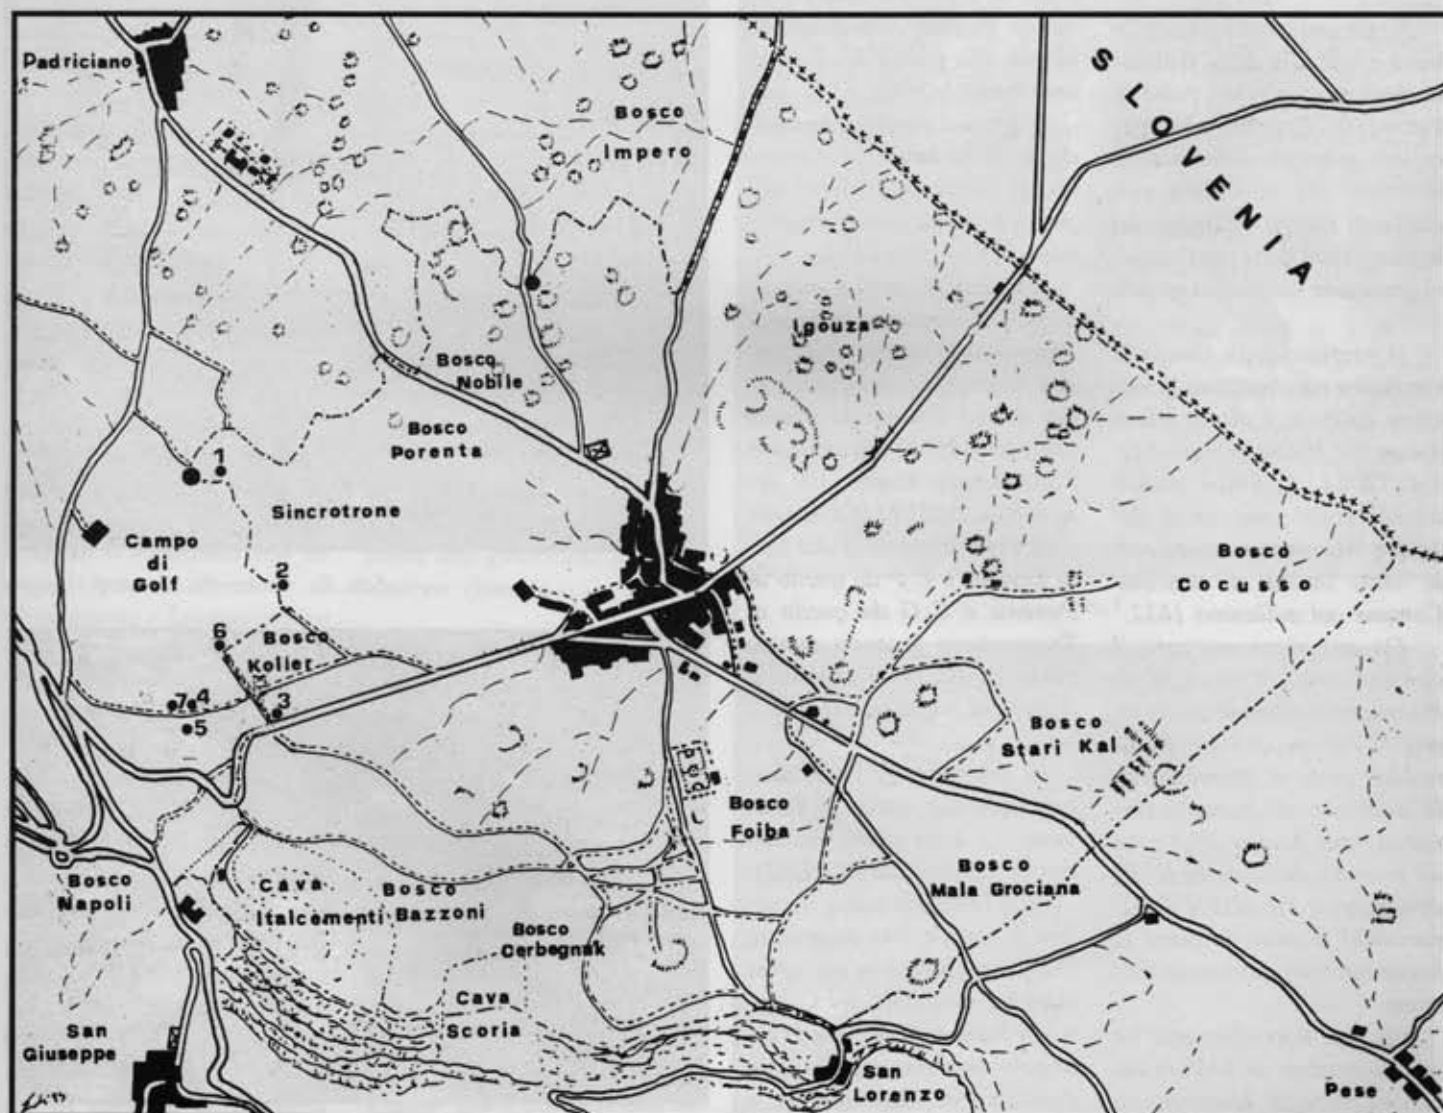 Padriciano
SLOVENIA
Bosco
Impero
Igouza
Bosco
Nobile
Bosco
Porenta
1
Sincrotrone
Campo
di
Golf
2
Bosco
Cocusso
6
Bosco
Kolier
7 4
3
5
Bosco
Stari Kal
Bosco
Foiba
Bosco
Napoli
Cava
Italcementi
Bosco
Bazzoni
Bosco
Mala Grociana
Bosco
Cerbegnak
Cava
Scoria
San
Giuseppe
San
Lorenzo
Pese